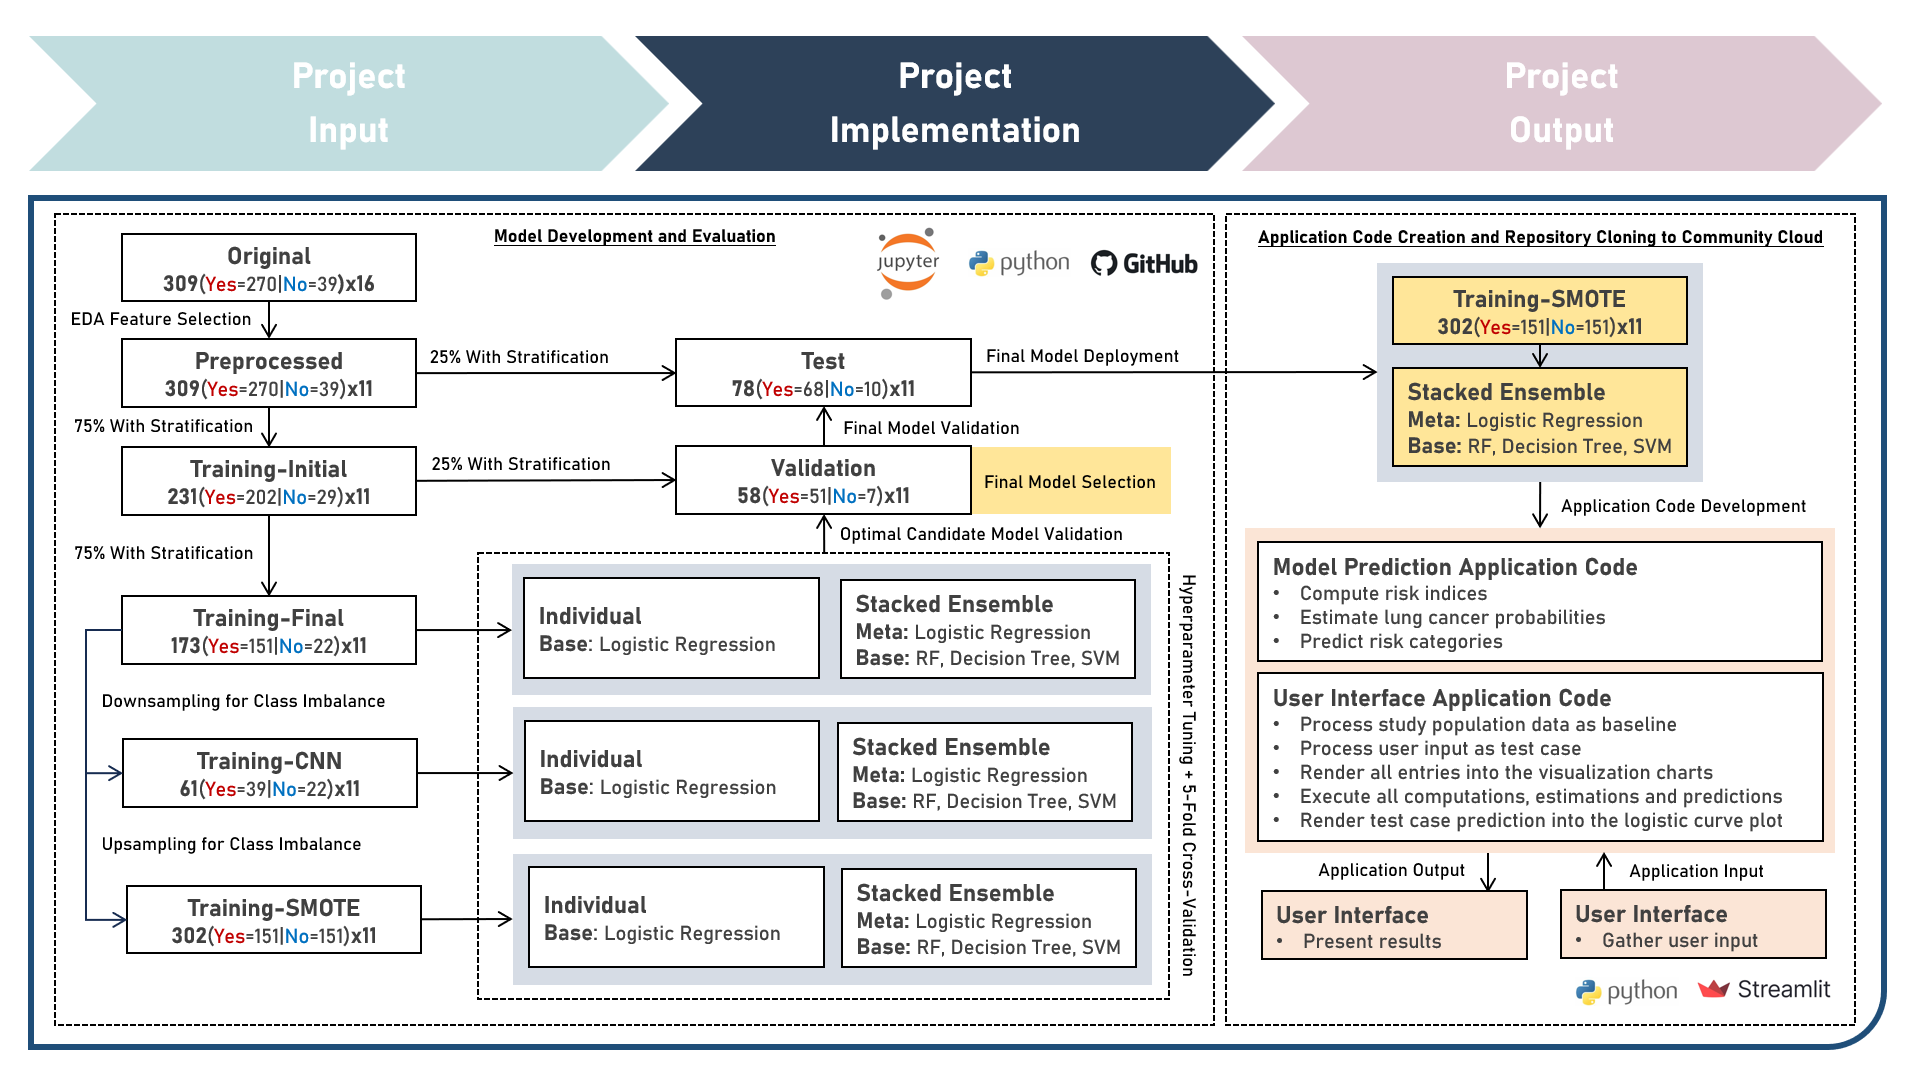 Project
Input
Project
Implementation
Project
Output
Model Development and Evaluation
jupyter
python
GitHub
Original
309(Yes=270|No=39)x16
EDA Feature Selection
Preprocessed
309(Yes=270|No=39)x11
25% With Stratification
Test
78(Yes=68|No=10)x11
Final Model Deployment
75% With Stratification
Final Model Validation
Training-Initial
231(Yes=202|No=29)x11
25% With Stratification
Validation
58(Yes=51|No=7)x11
Final Model Selection
75% With Stratification
Optimal Candidate Model Validation
Training-Final
173(Yes=151|No=22)x11
Individual
Base: Logistic Regression
Stacked Ensemble
Meta: Logistic Regression
Base: RF, Decision Tree, SVM
Downsampling for Class Imbalance
Training-CNN
61(Yes=39|No=22)x11
Individual
Base: Logistic Regression
Stacked Ensemble
Meta: Logistic Regression
Base: RF, Decision Tree, SVM
Upsampling for Class Imbalance
Training-SMOTE
302(Yes=151|No=151)x11
Individual
Base: Logistic Regression
Stacked Ensemble
Meta: Logistic Regression
Base: RF, Decision Tree, SVM
Hyperparameter Tuning + 5-Fold Cross-Validation
Application Code Creation and Repository Cloning to Community Cloud
Training-SMOTE
302(Yes=151|No=151)x11
Stacked Ensemble
Meta: Logistic Regression
Base: RF, Decision Tree, SVM
Application Code Development
Model Prediction Application Code
• Compute risk indices
• Estimate lung cancer probabilities
• Predict risk categories
User Interface Application Code
• Process study population data as baseline
• Process user input as test case
• Render all entries into the visualization charts
• Execute all computations, estimations and predictions
• Render test case prediction into the logistic curve plot
Application Output
Application Input
User Interface
• Present results
User Interface
• Gather user input
python
Streamlit